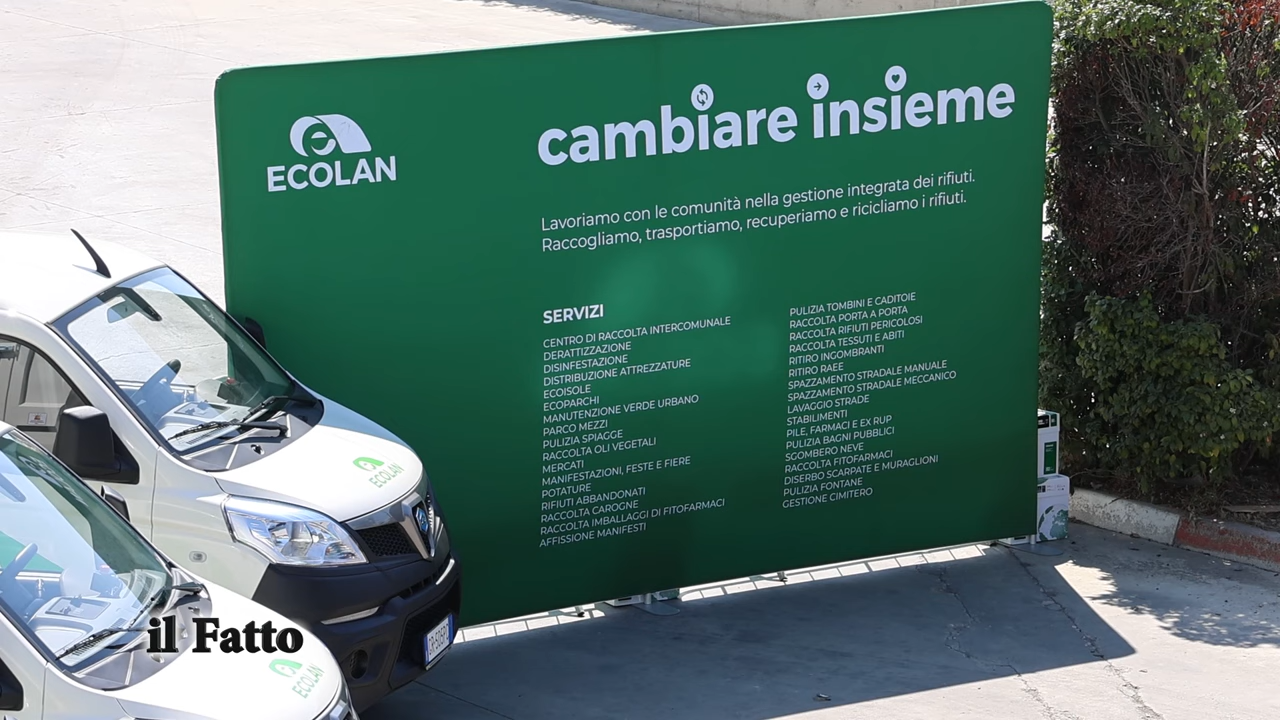 ECOLAN
cambiare insieme
Lavoriamo con le comunità nella gestione integrata dei rifiuti.
Raccogliamo, trasportiamo, recuperiamo e ricicliamo i rifiuti.
SERVIZI
CENTRO DI RACCOLTA INTERCOMUNALE
DERATTIZZAZIONE
DISINFESTAZIONE
DISTRIBUZIONE ATTREZZATURE
ECOISOLE
ECOPARCHI
MANUTENZIONE VERDE URBANO
PARCO MEZZI
PULIZIA SPIAGGE
RACCOLTA OLI VEGETALI
MERCATI
MANIFESTAZIONI, FESTE E FIERE
POTATURE
RIFIUTI ABBANDONATI
RACCOLTA CAROGNE
RACCOLTA IMBALLAGGI DI FITOFARMACI
AFFISSIONE MANIFESTI
PULIZIA TOMBINI E CADITOIE
RACCOLTA PORTA A PORTA
RACCOLTA RIFIUTI PERICOLOSI
RACCOLTA TESSUTI E ABITI
RITIRO INGOMBRANTI
RITIRO RAEE
SPAZZAMENTO STRADALE MANUALE
SPAZZAMENTO STRADALE MECCANICO
LAVAGGIO STRADE
STABILIMENTI
PILE, FARMACI E EX RUP
PULIZIA BAGNI PUBBLICI
SGOMBERO NEVE
RACCOLTA FITOFARMACI
DISERBO SCARPATE E MURAGLIONI
PULIZIA FONTANE
GESTIONE CIMITERO
ECOLAN
il Fatto
ECOLAN